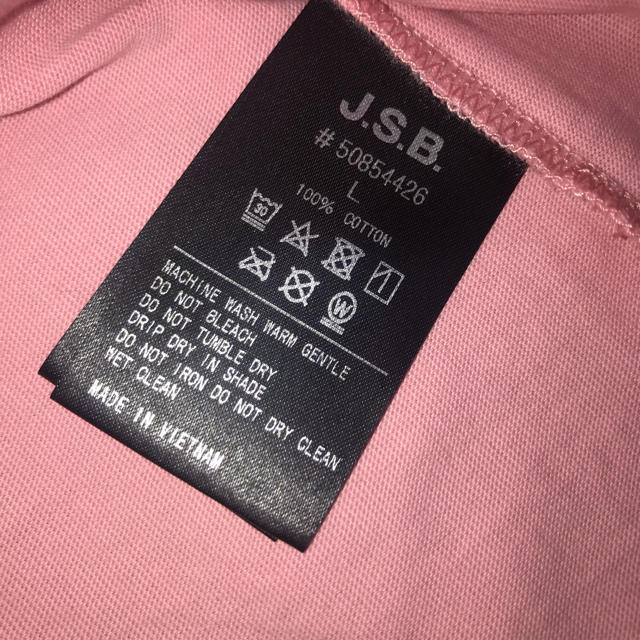 J.S.B.
#50854426
L
100% COTTON
30
W
MACHINE WASH WARM GENTLE
DO NOT BLEACH
DO NOT TUMBLE DRY
DRIP DRY IN SHADE
DO NOT IRON DO NOT DRY CLEAN
WET CLEAN
MADE IN VIETNAM